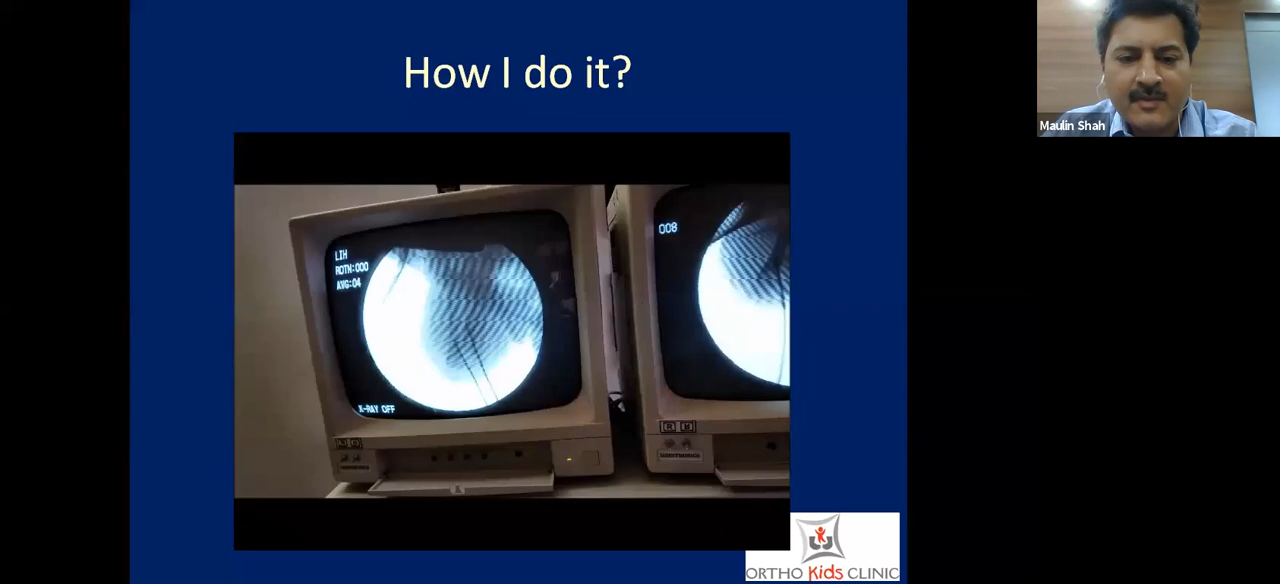 How I do it?
Maulin Shah
LIH
ROTN:000
AVG:04
X-RAY OFF
008
ORTHO Kids CLINIC